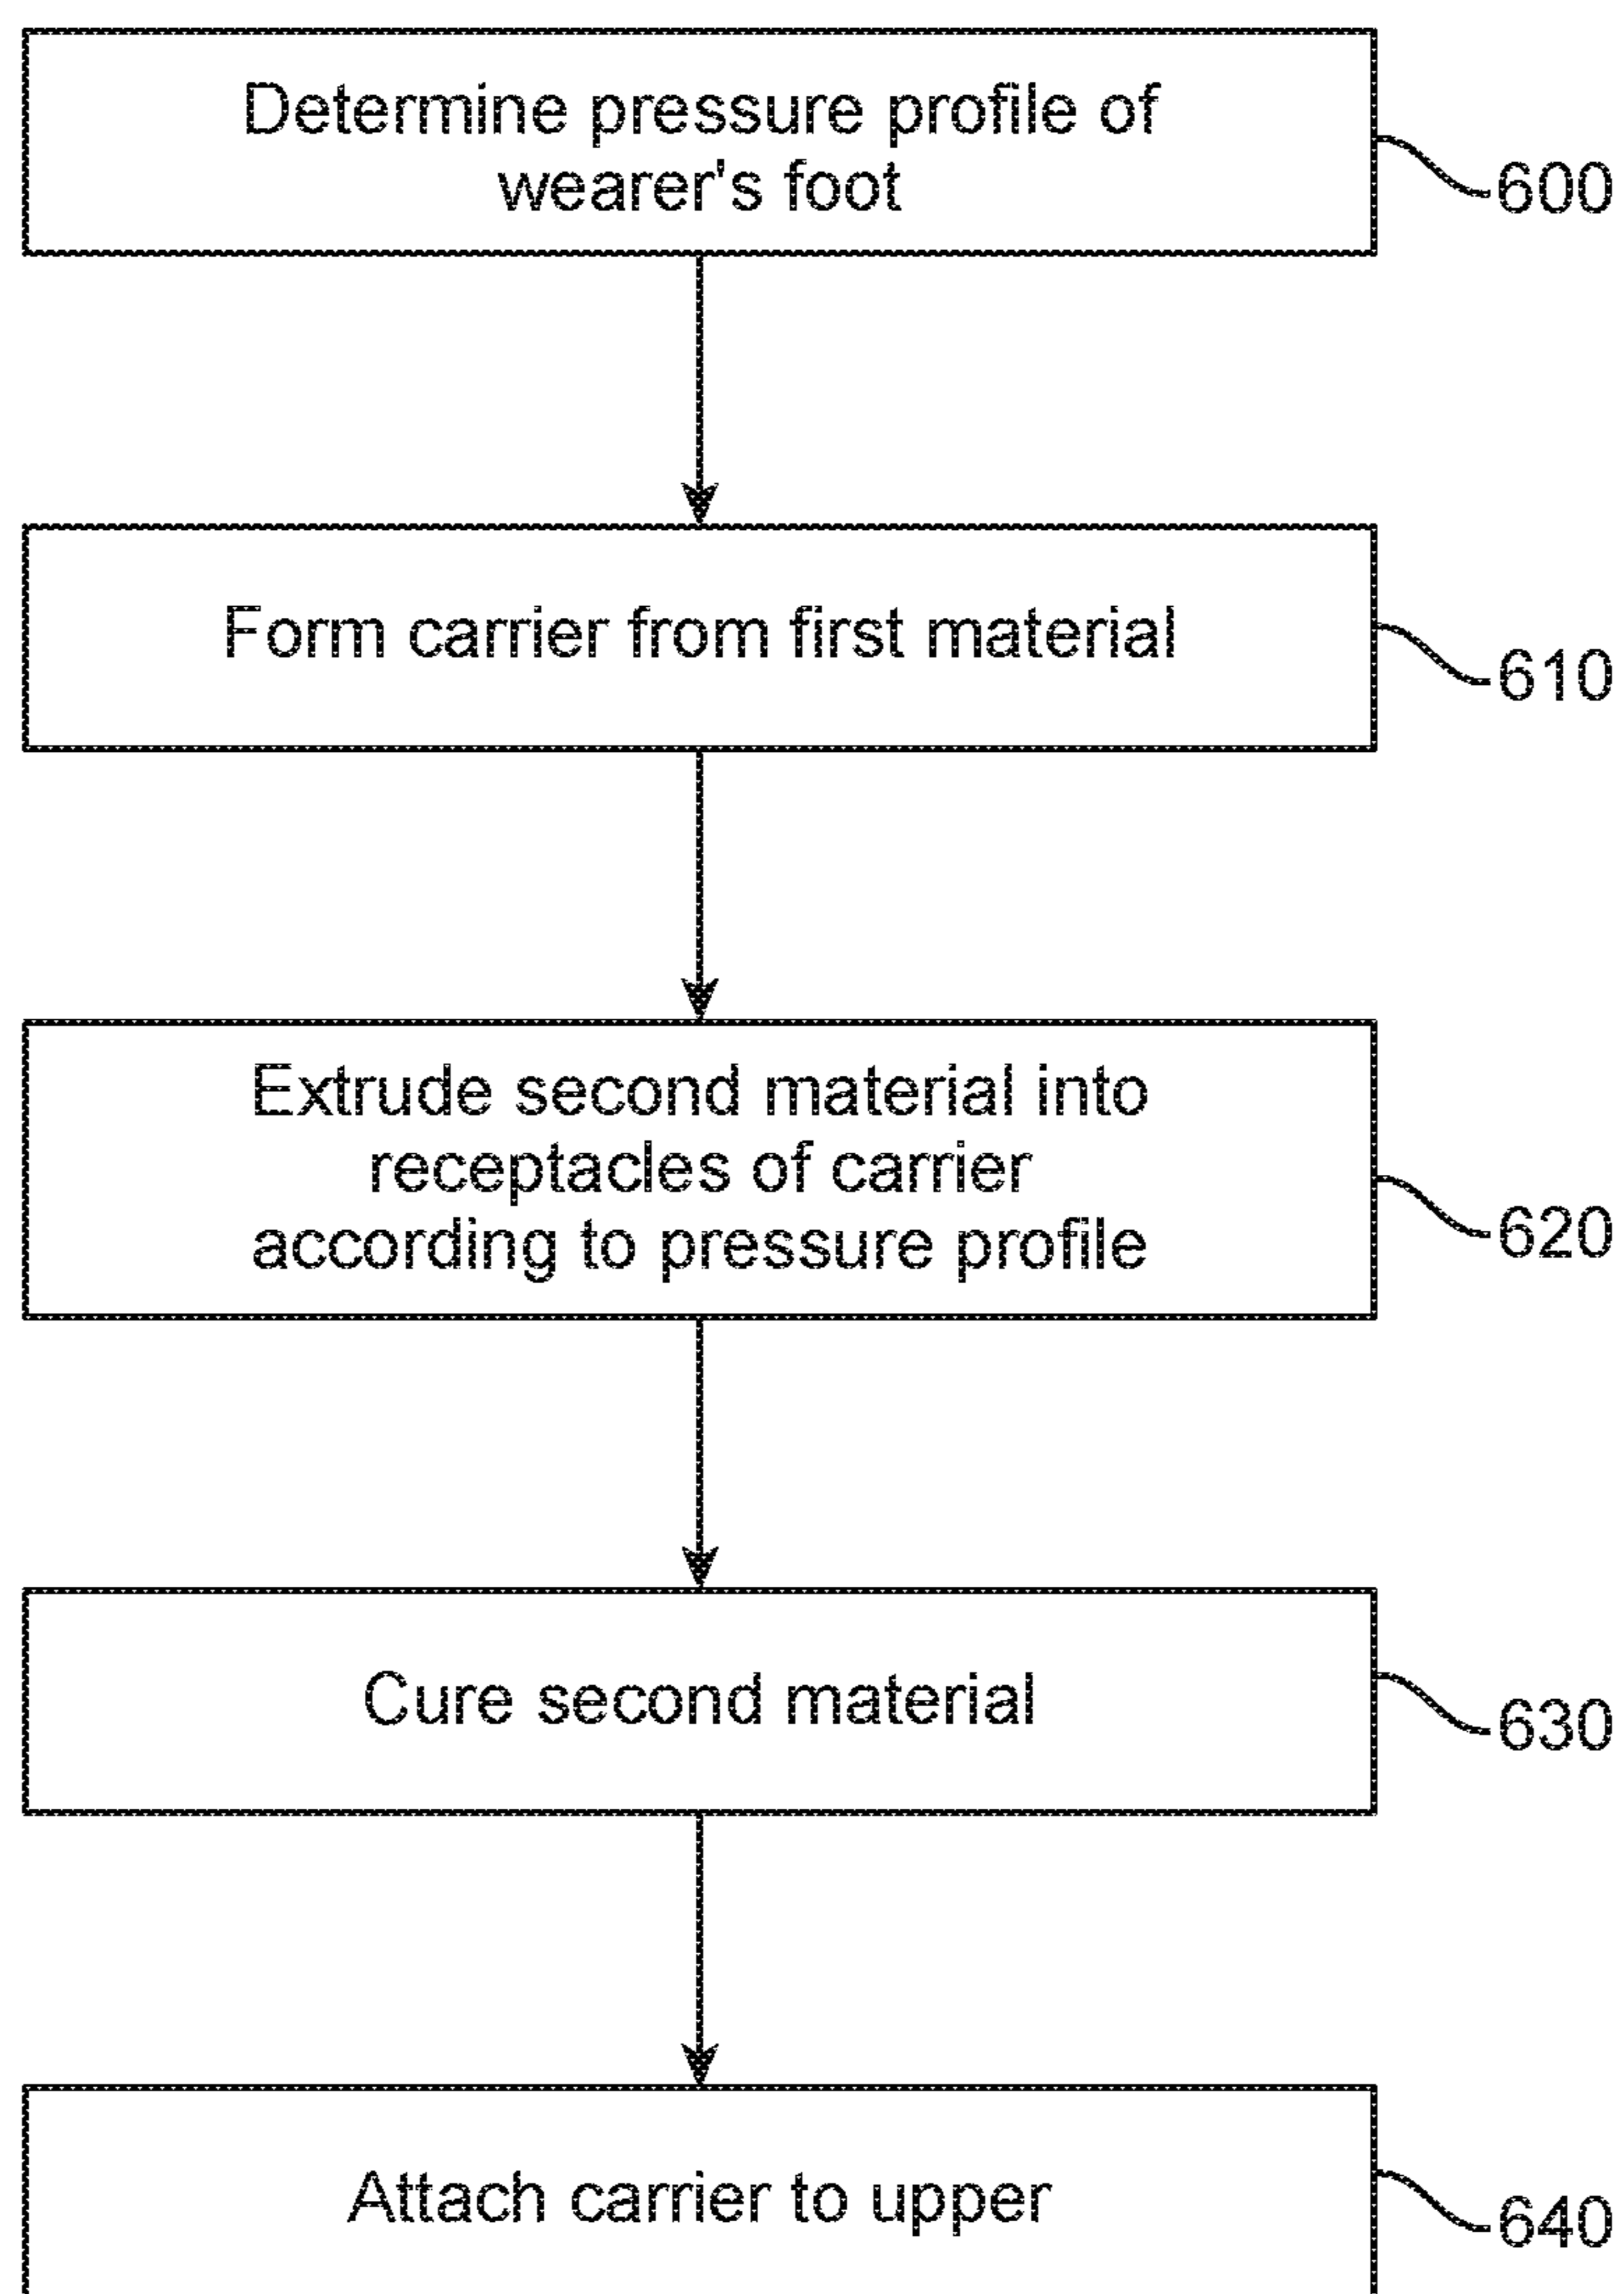 Determine pressure profile of
wearer's foot
600
Form carrier from first material
610
Extrude second material into
receptacles of carrier
according to pressure profile
620
Cure second material
630
Attach carrier to upper
640